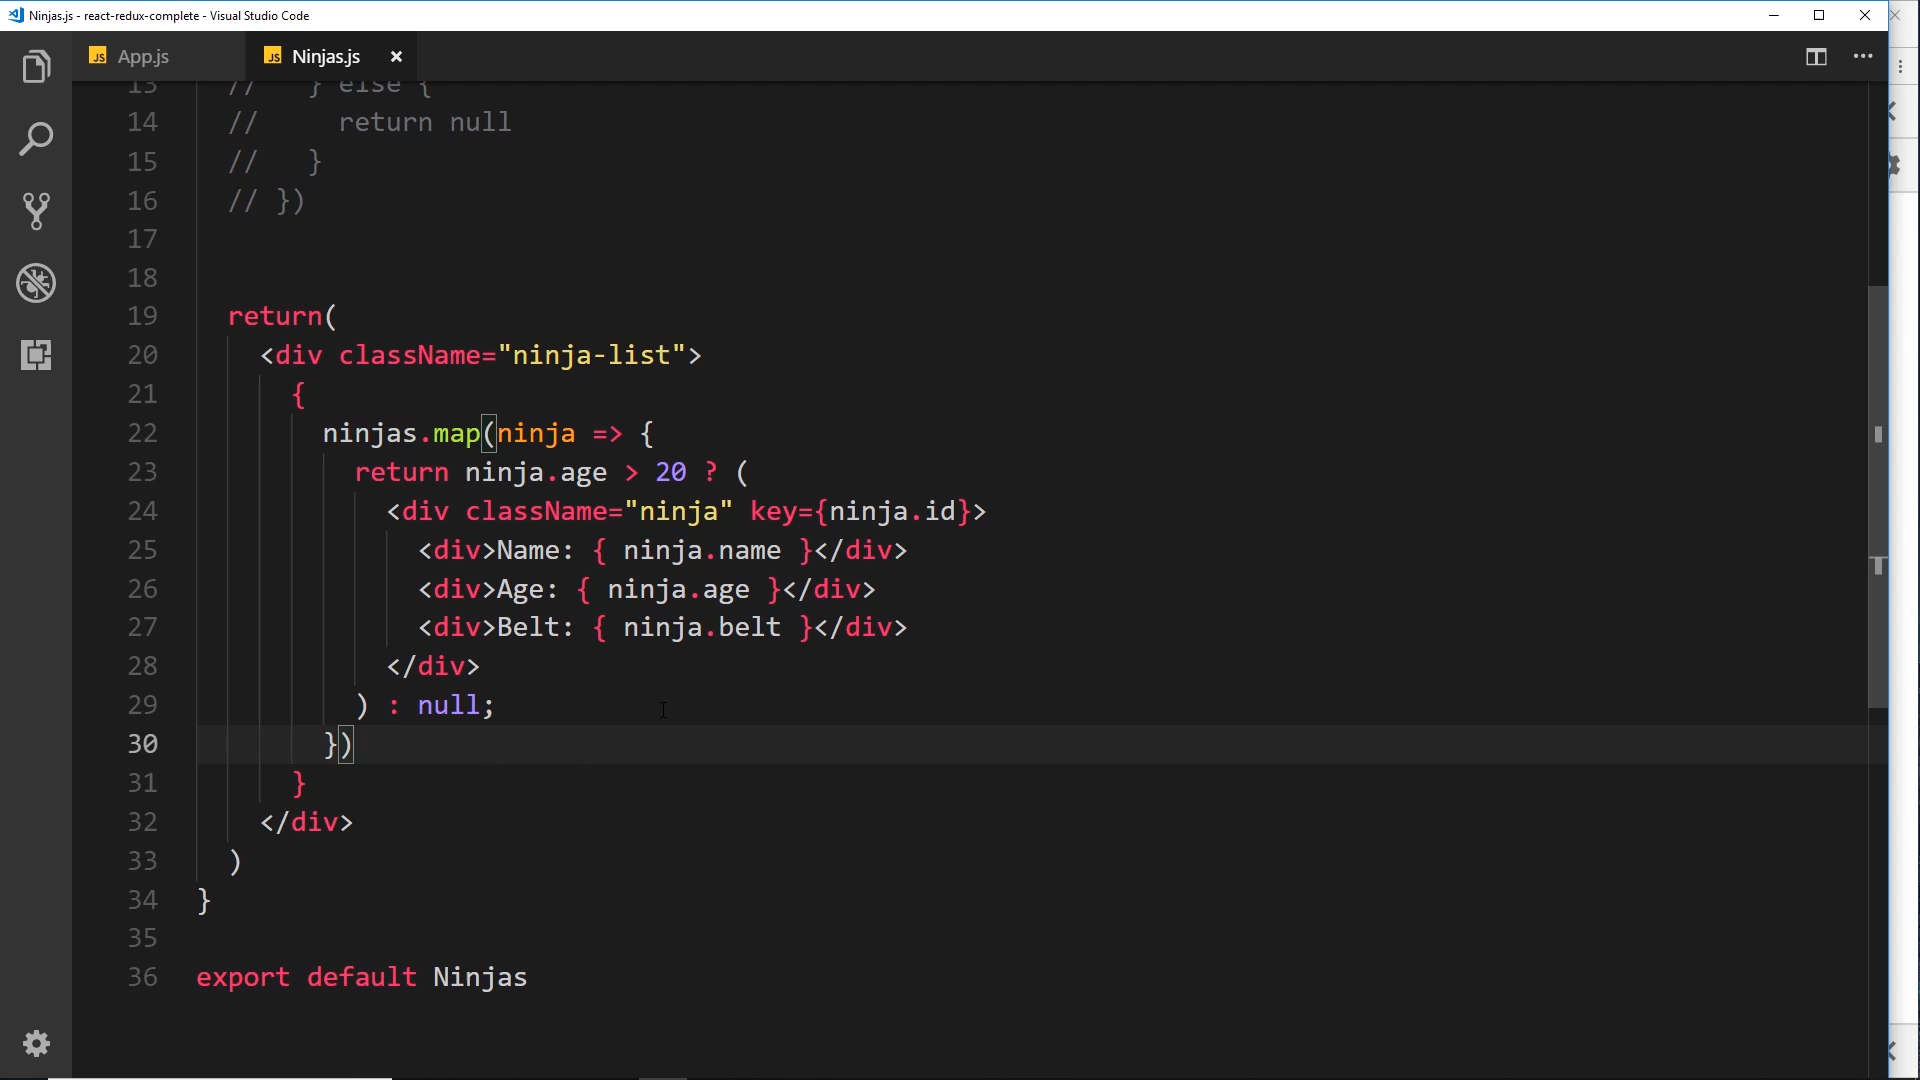 Ninjas.js - react-redux-complete - Visual Studio Code
JS App.js JS Ninjas.js
13 // } else {
14 // return null
15 // }
16 // })
17
18
19 return(
20 <div className="ninja-list">
21 {
22 ninjas.map(ninja => {
23 return ninja.age > 20 ? (
24 <div className="ninja" key={ninja.id}>
25 <div>Name: { ninja.name }</div>
26 <div>Age: { ninja.age }</div>
27 <div>Belt: { ninja.belt }</div>
28 </div>
29 ) : null;
30 })
31 }
32 </div>
33 )
34 }
35
36 export default Ninjas